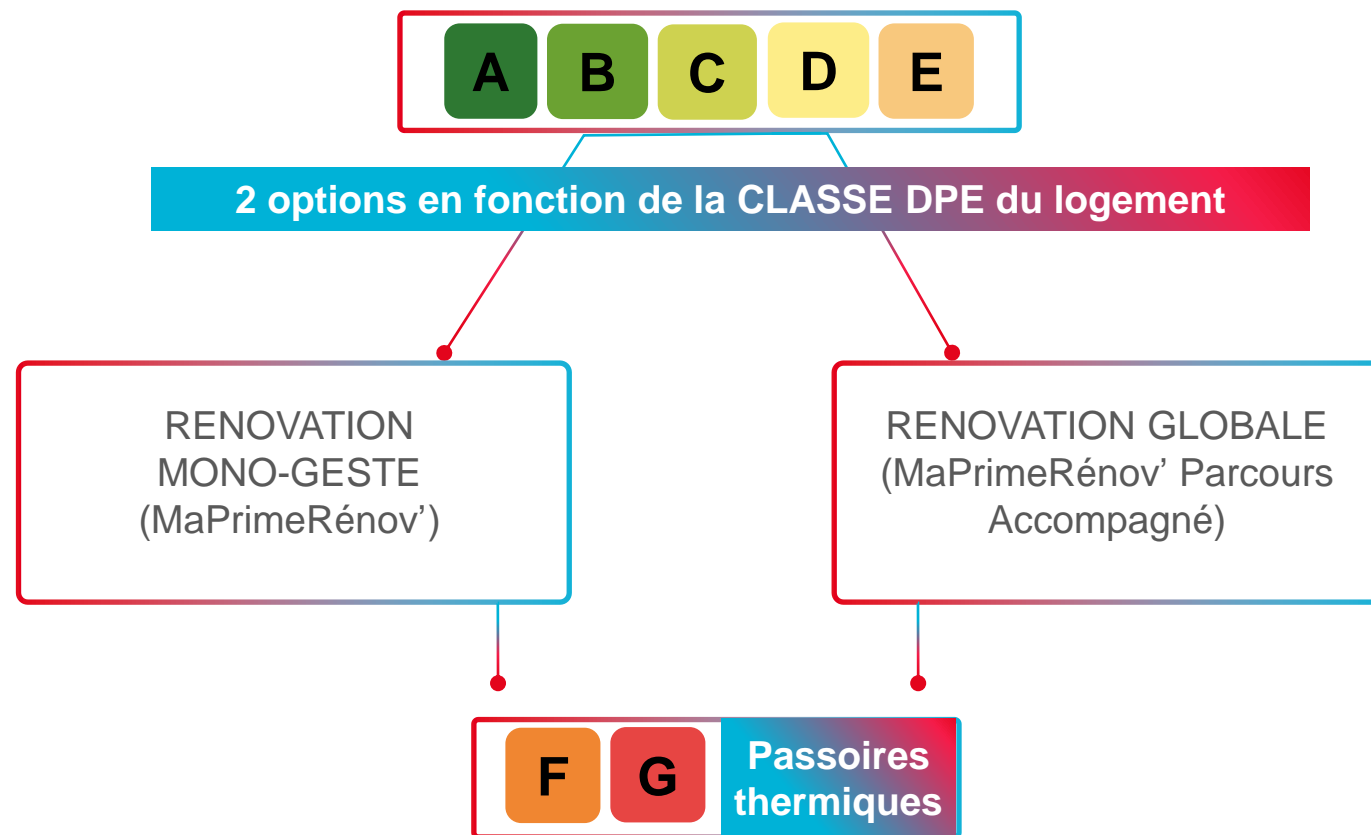 A B C D E
2 options en fonction de la CLASSE DPE du logement
RENOVATION
MONO-GESTE
(MaPrimeRénov’)
RENOVATION GLOBALE
(MaPrimeRénov’ Parcours
Accompagné)
F G
Passoires
thermiques